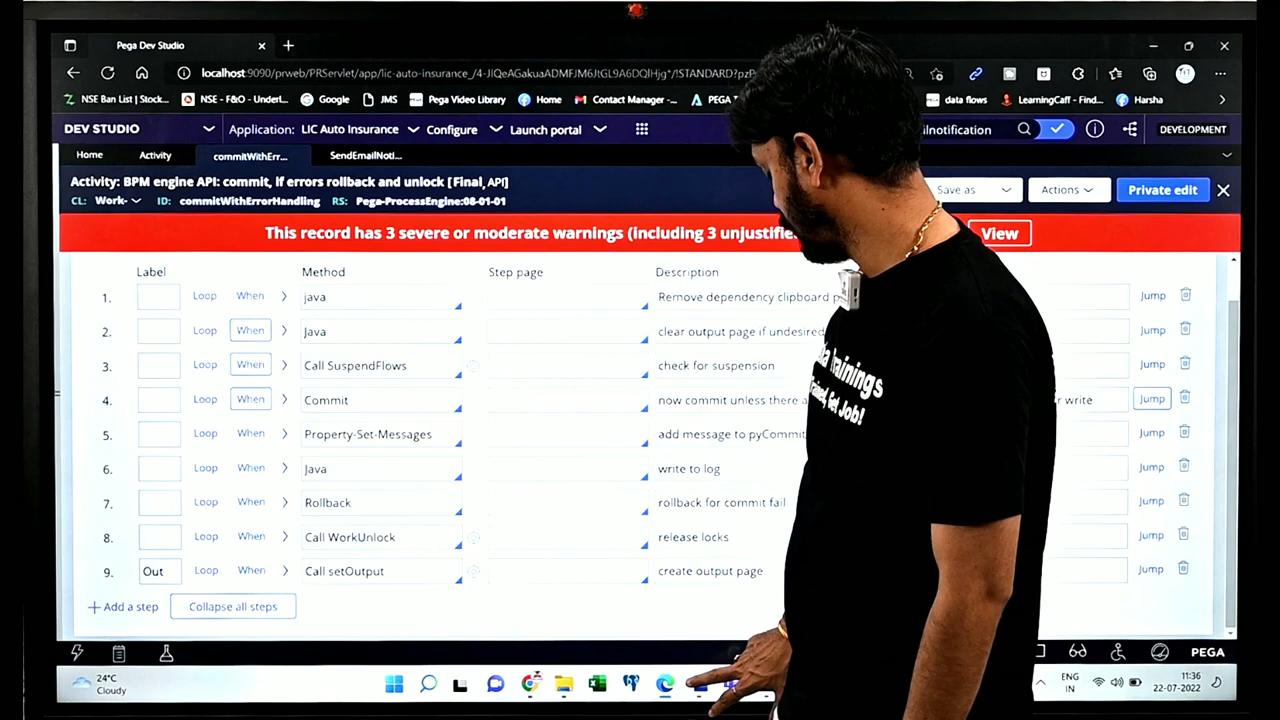 Pega Dev Studio
localhost:9090/prweb/PRServlet/app/lic-auto-insurance_/
NSE Ban List | Stock... NSE - F&O - Underl... Google JMS Pega Video Library Home Contact Manager -... PEGA data flows LearningCaff - Find... Harsha
DEV STUDIO Application: LIC Auto Insurance Configure Launch portal ilnotification DEVELOPMENT
Home Activity commitWithErr... SendEmailNoti...
Activity: BPM engine API: commit, if errors rollback and unlock [Final, API]
CL: Work- ID: commitWithErrorHandling RS: Pega-ProcessEngine:08-01-01
Save as Actions Private edit
This record has 3 severe or moderate warnings (including 3 unjustifie View
Label Method Step page Description
1. Loop When java Remove dependency clipboard p Jump
2. Loop When Java clear output page if undesired Jump
3. Loop When Call SuspendFlows check for suspension Jump
4. Loop When Commit now commit unless there a r write Jump
5. Loop When Property-Set-Messages add message to pyCommit Jump
6. Loop When Java write to log Jump
7. Loop When Rollback rollback for commit fail Jump
8. Loop When Call WorkUnlock release locks Jump
9. Out Loop When Call setOutput create output page Jump
+ Add a step Collapse all steps
Trainings
Get Job!
PEGA
24°C
Cloudy
ENG
IN
11:36
22-07-2022